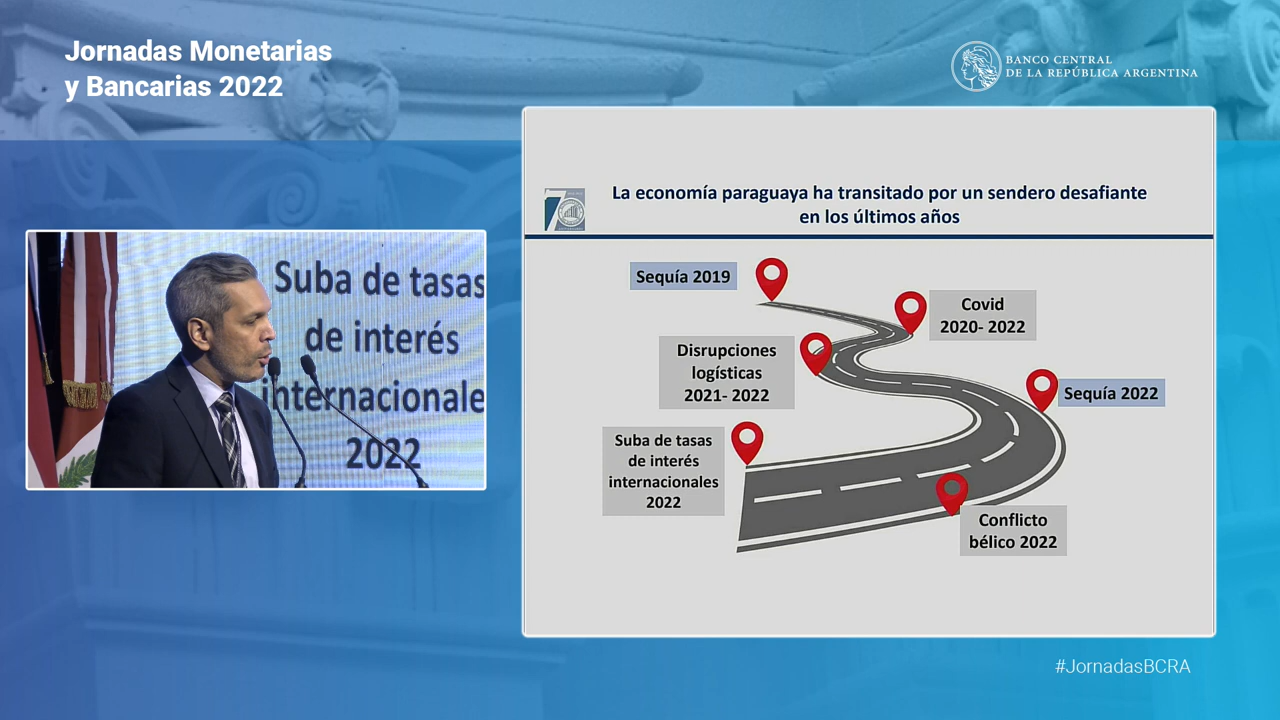 Jornadas Monetarias
y Bancarias 2022
BANCO CENTRAL
DE LA REPÚBLICA ARGENTINA
Suba de tasas
de interés
internacionale
2022
70
La economía paraguaya ha transitado por un sendero desafiante
en los últimos años
Sequía 2019
Covid
2020- 2022
Disrupciones
logísticas
2021- 2022
Sequía 2022
Suba de tasas
de interés
internacionales
2022
Conflicto
bélico 2022
#JornadasBCRA